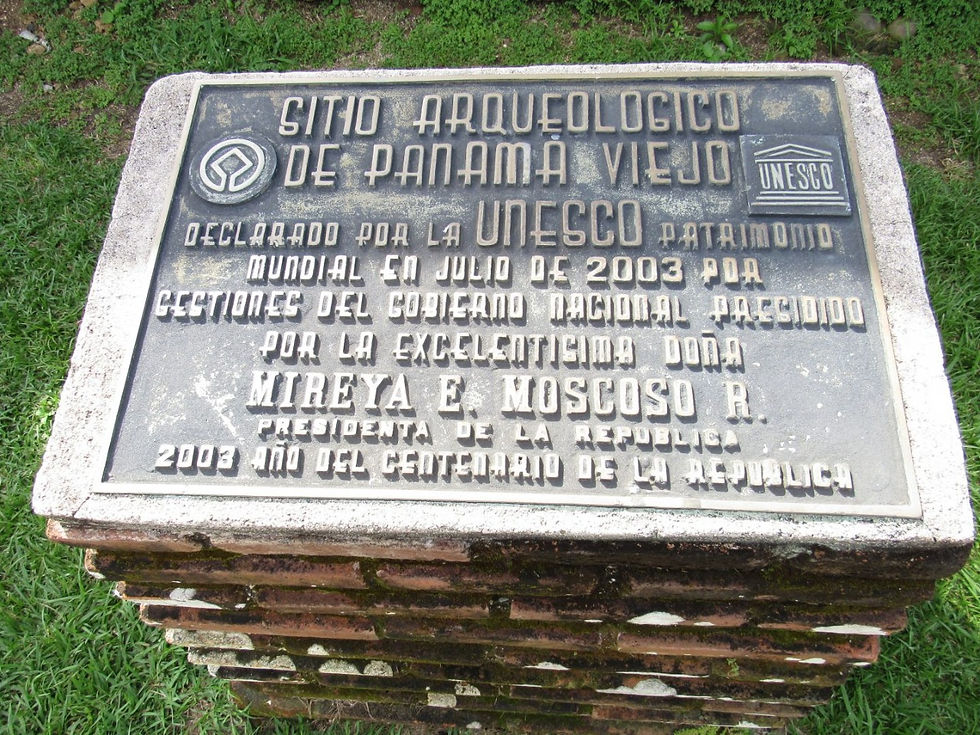 SITIO ARQUEOLOGICO
DE PANAMA VIEJO
UNESCO
DECLARADO POR LA UNESCO PATRIMONIO
MUNDIAL EN JULIO DE 2003 POR
GESTIONES DEL GOBIERNO NACIONAL PRESIDIDO
POR LA EXCELENTISIMA DOÑA
MIREYA E. MOSCOSO R.
PRESIDENTA DE LA REPUBLICA
2003 AÑO DEL CENTENARIO DE LA REPUBLICA